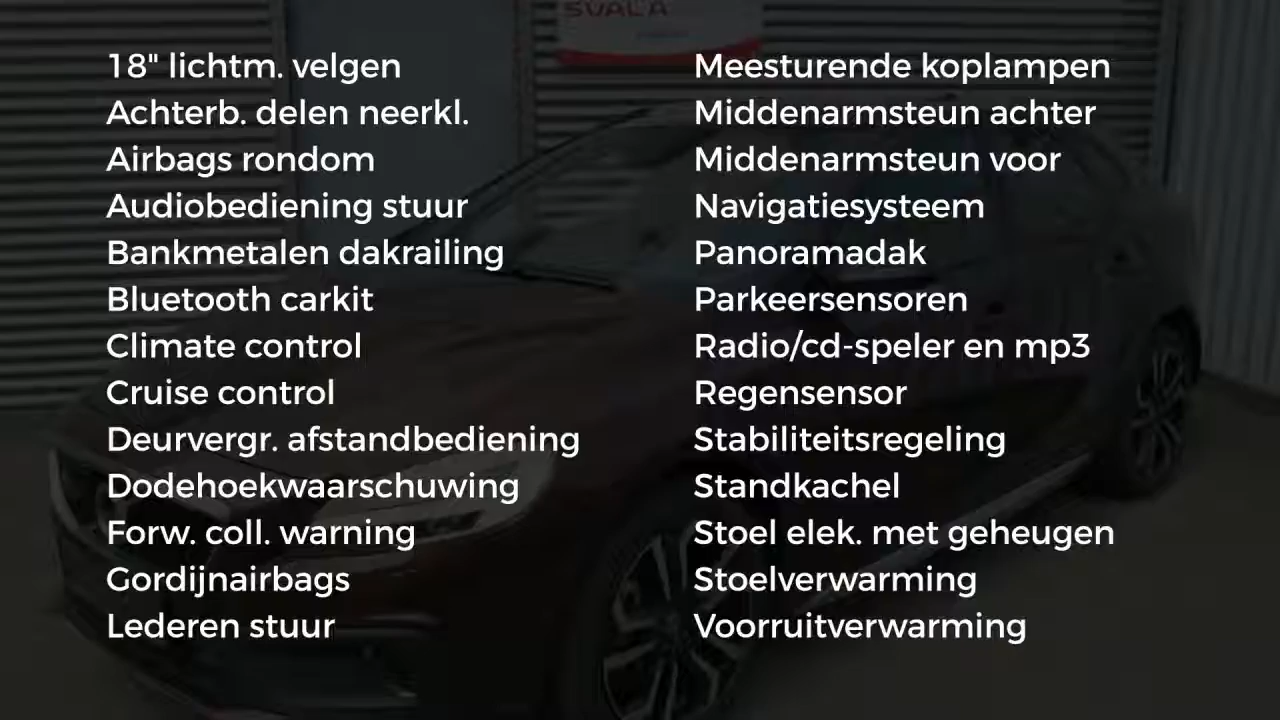 SVALA
18" lichtm. velgen
Achterb. delen neerkl.
Airbags rondom
Audiobediening stuur
Bankmetalen dakrailing
Bluetooth carkit
Climate control
Cruise control
Deurvergr. afstandbediening
Dodehoekwaarschuwing
Forw. coll. warning
Gordijnairbags
Lederen stuur
Meesturende koplampen
Middenarmsteun achter
Middenarmsteun voor
Navigatiesysteem
Panoramadak
Parkeersensoren
Radio/cd-speler en mp3
Regensensor
Stabiliteitsregeling
Standkachel
Stoel elek. met geheugen
Stoelverwarming
Voorruitverwarming